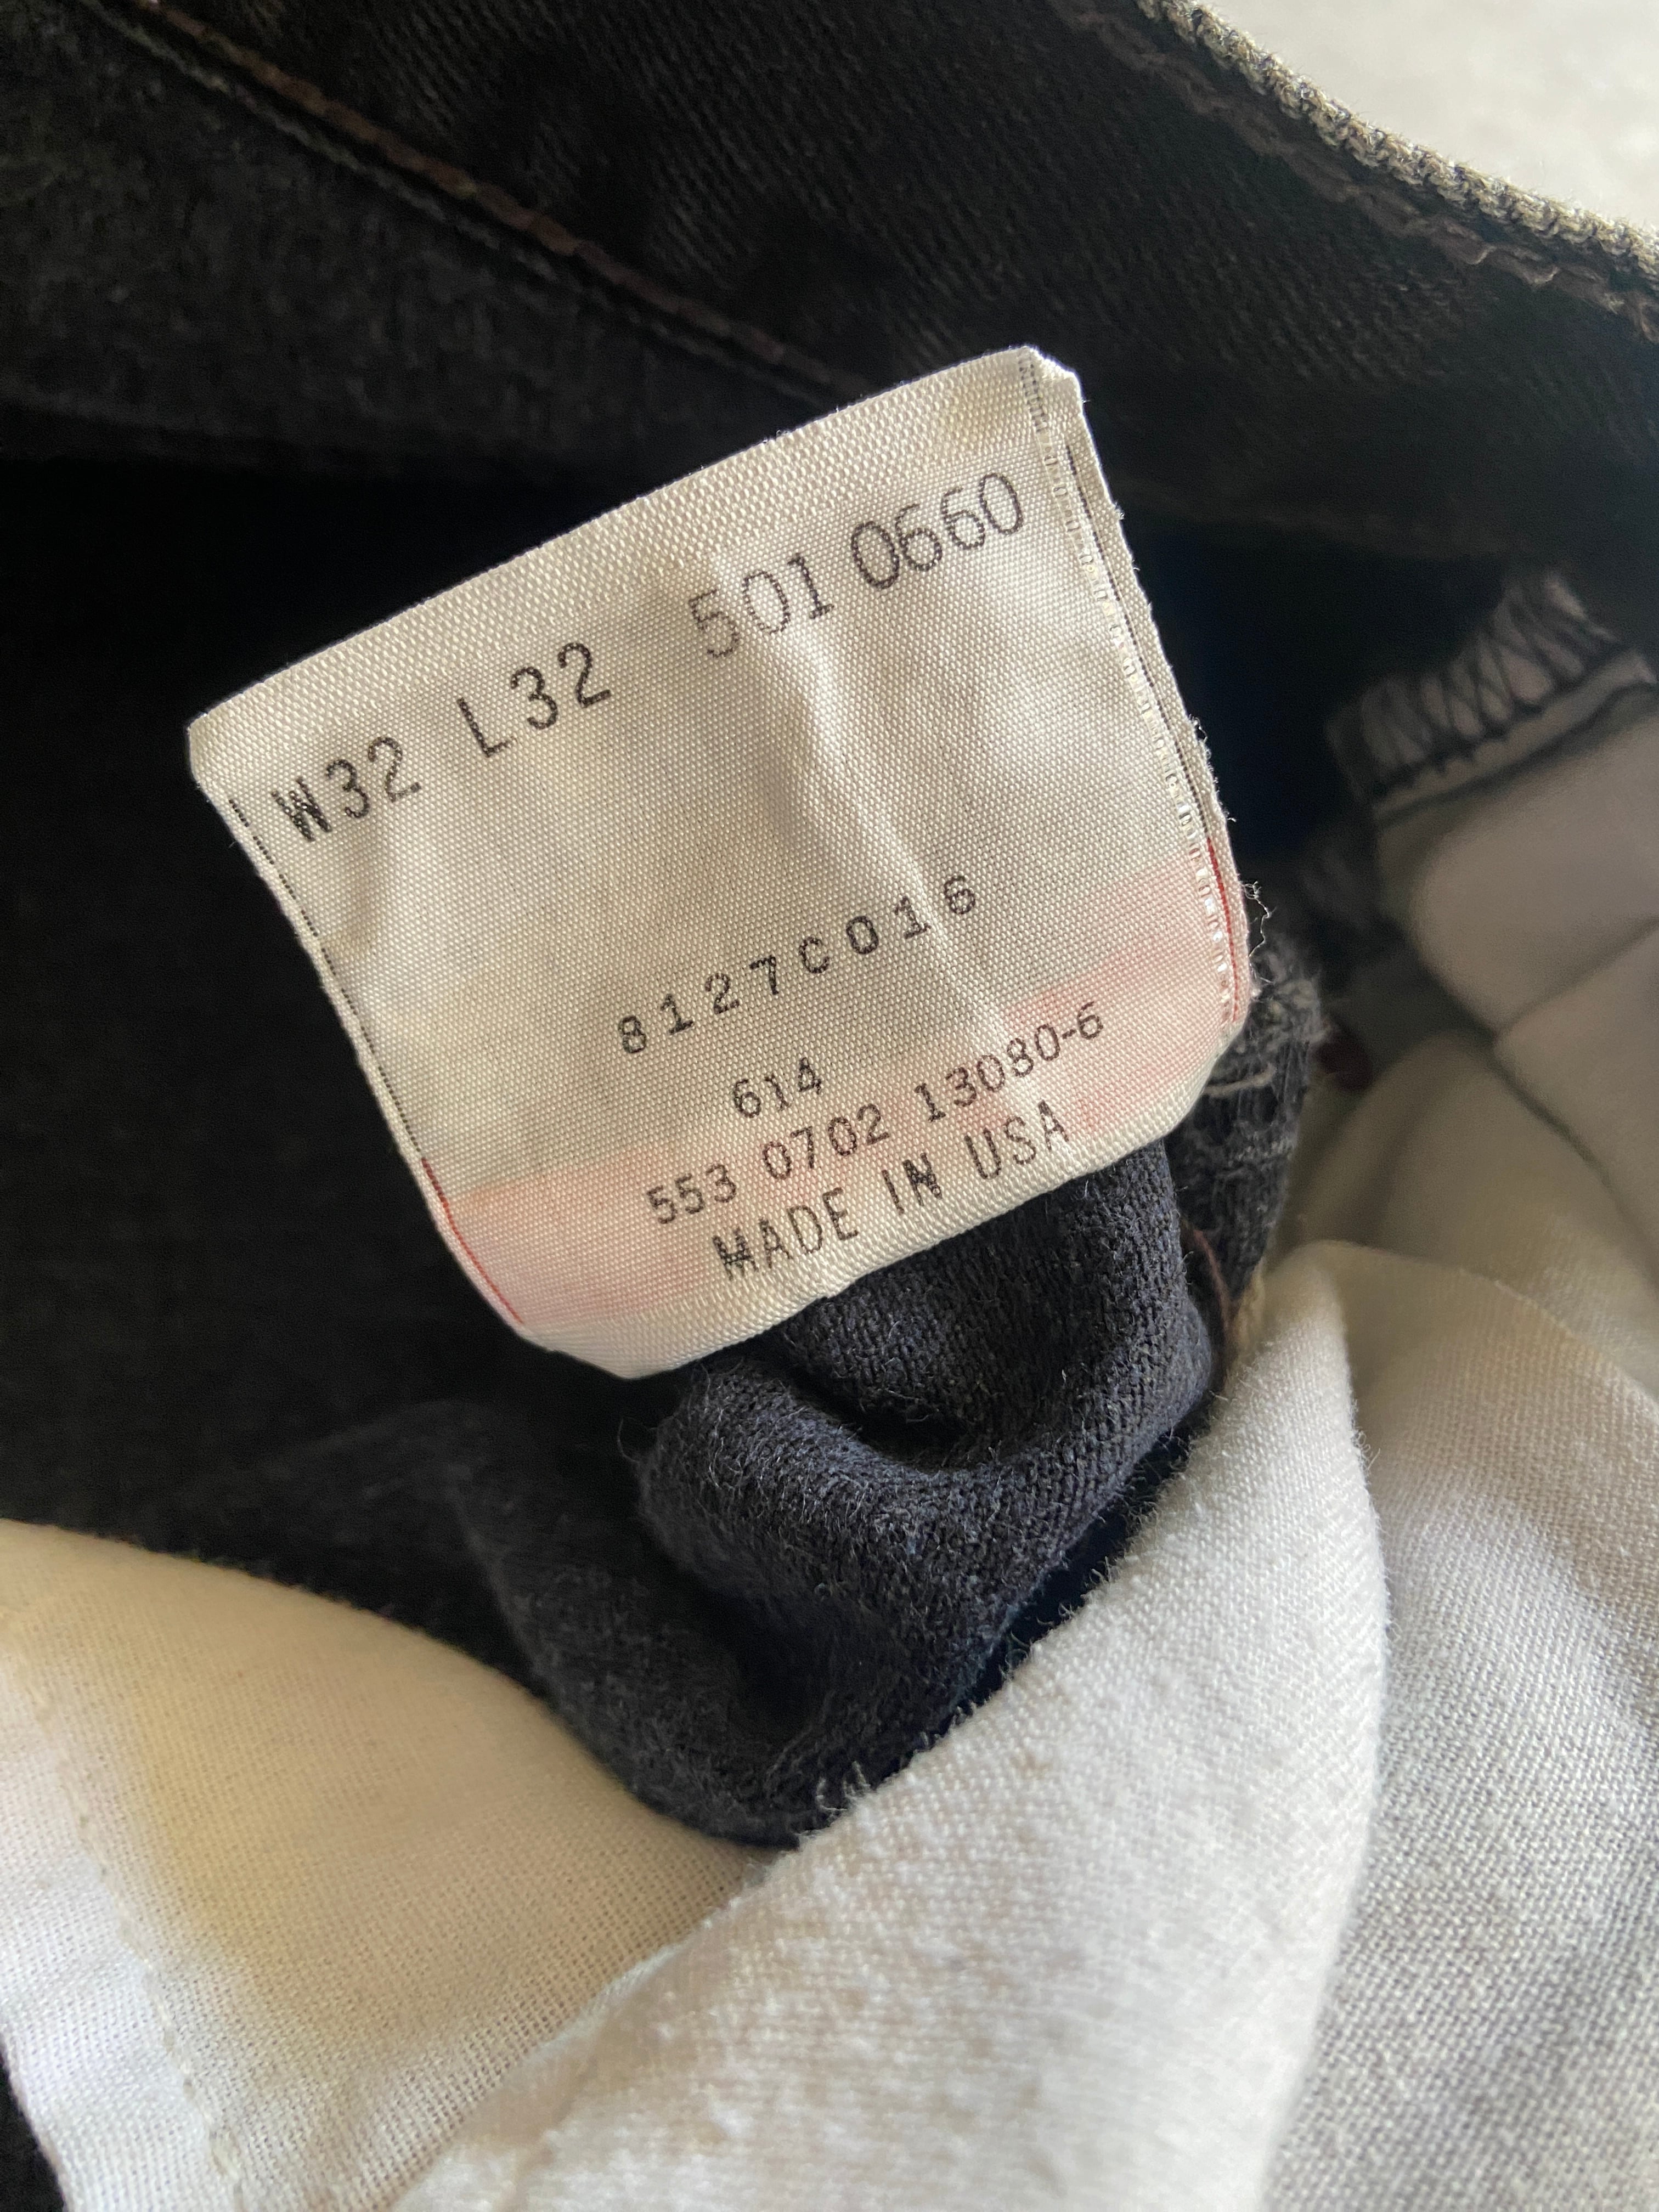 W32 L32 501 0660
8127C016
614
553 0702 13080-6
MADE IN USA